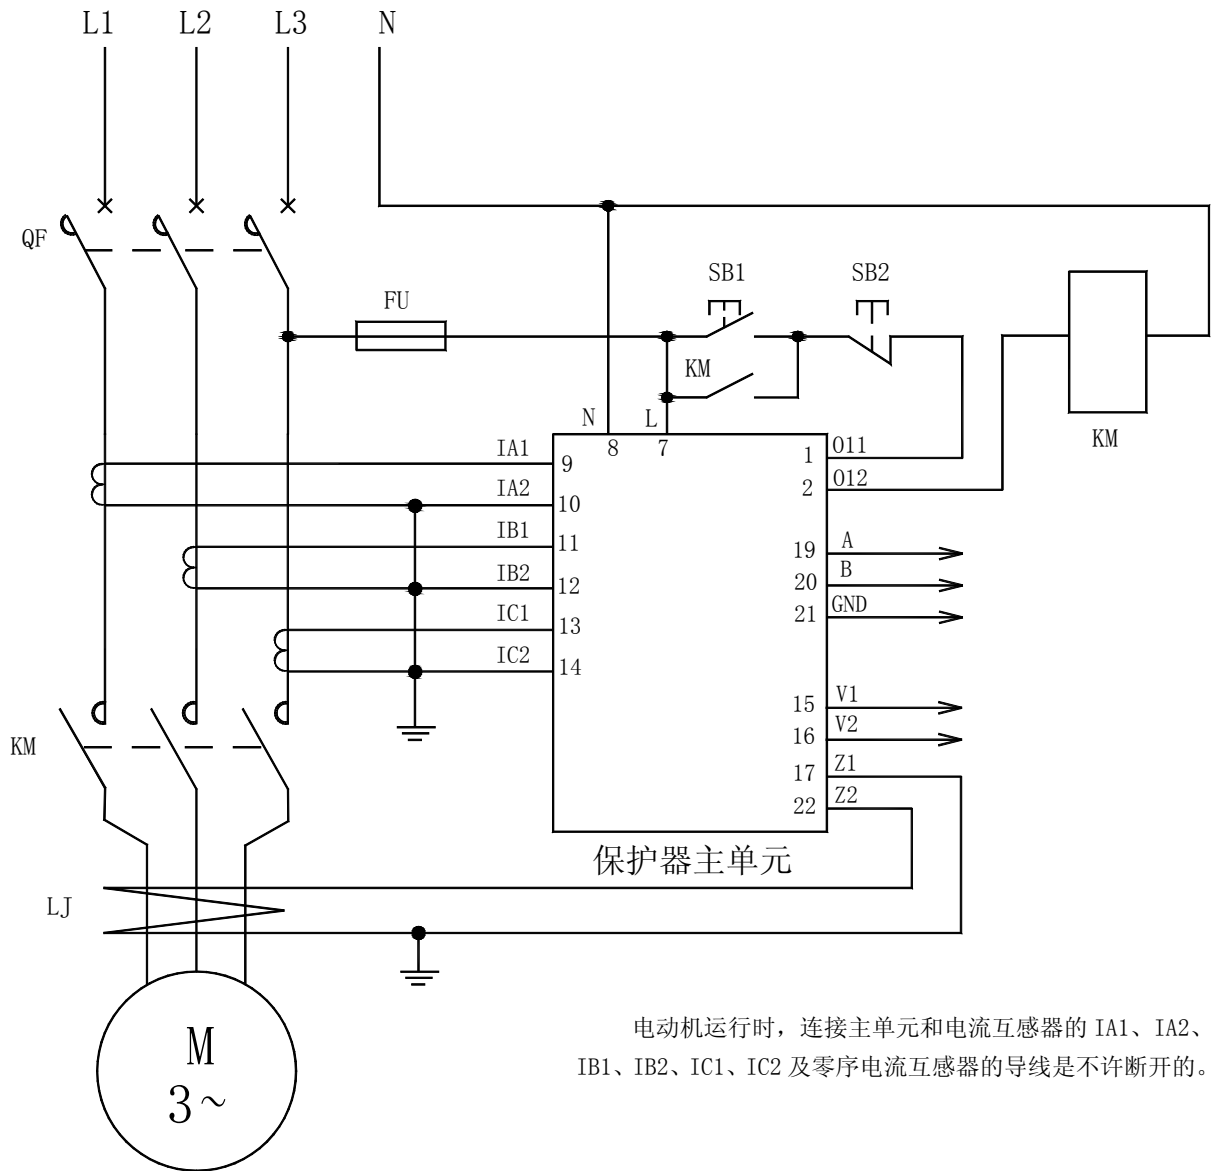 L1 L2 L3 N
QF
SB1 SB2
FU
KM
KM
N L
8 7
IA1 9
1 O11
IA2 10
2 O12
IB1 11
19 A
IB2 12
20 B
IC1 13
21 GND
IC2 14
15 V1
KM
16 V2
17 Z1
22 Z2
保护器主单元
LJ
M
3~
电动机运行时，连接主单元和电流互感器的 IA1、IA2、
IB1、IB2、IC1、IC2 及零序电流互感器的导线是不许断开的。